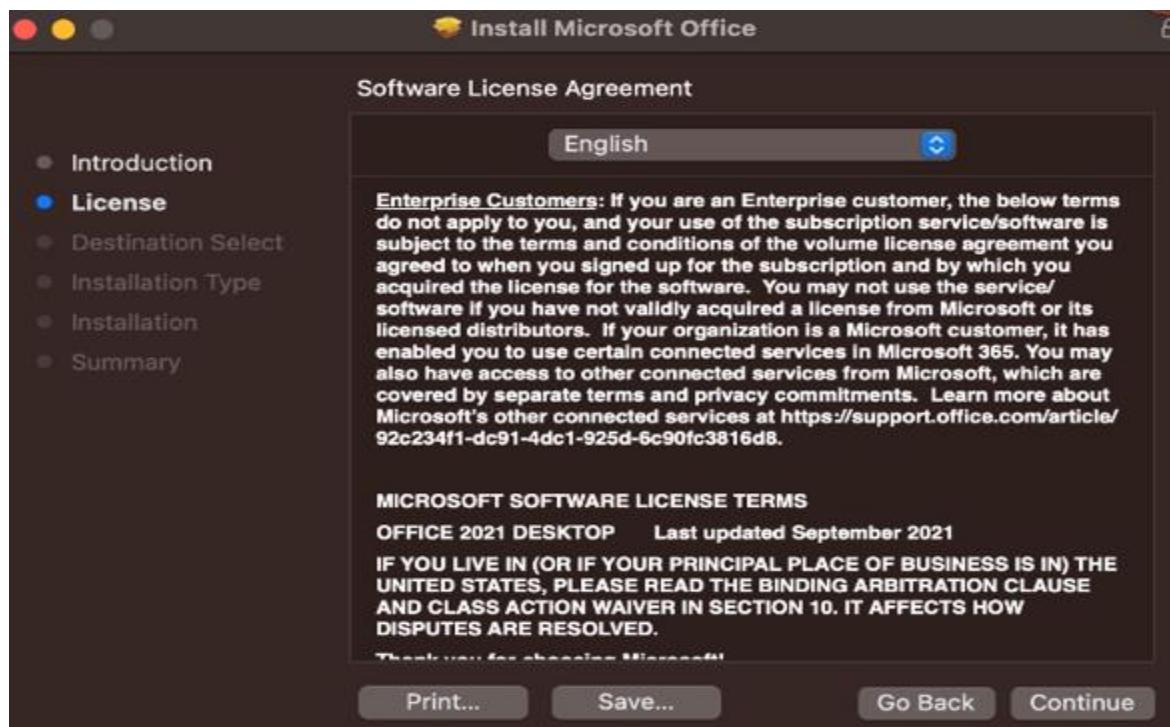 Install Microsoft Office
Software License Agreement
English
Introduction
License
Destination Select
Installation Type
Installation
Summary
Enterprise Customers: If you are an Enterprise customer, the below terms
do not apply to you, and your use of the subscription service/software is
subject to the terms and conditions of the volume license agreement you
agreed to when you signed up for the subscription and by which you
acquired the license for the software.  You may not use the service/
software if you have not validly acquired a license from Microsoft or its
licensed distributors.  If your organization is a Microsoft customer, it has
enabled you to use certain connected services in Microsoft 365. You may
also have access to other connected services from Microsoft, which are
covered by separate terms and privacy commitments.  Learn more about
Microsoft's other connected services at https://support.office.com/article/
92c234f1-dc91-4dc1-925d-6c90fc3816d8.
MICROSOFT SOFTWARE LICENSE TERMS
OFFICE 2021 DESKTOP     Last updated September 2021
IF YOU LIVE IN (OR IF YOUR PRINCIPAL PLACE OF BUSINESS IS IN) THE
UNITED STATES, PLEASE READ THE BINDING ARBITRATION CLAUSE
AND CLASS ACTION WAIVER IN SECTION 10. IT AFFECTS HOW
DISPUTES ARE RESOLVED.
Thank you for choosing Microsoft!
Print...
Save...
Go Back
Continue